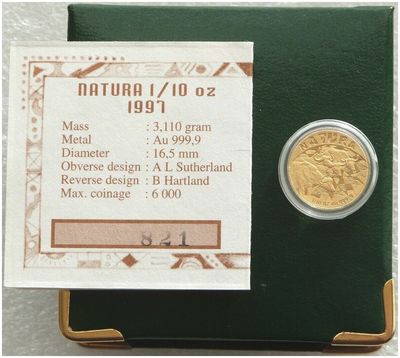 NATURA 1/10 oz
1997
Mass : 3,110 gram
Metal : Au 999,9
Diameter : 16,5 mm
Obverse design : A L Sutherland
Reverse design : B Hartland
Max. coinage : 6 000
821
NATURA